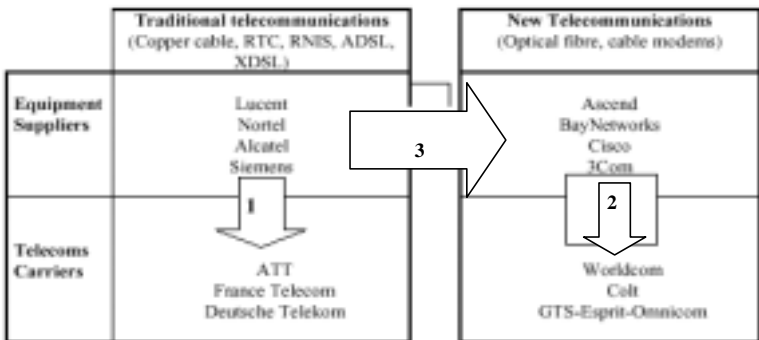 Traditional telecommunications
(Copper cable, RTC, RNIS, ADSL,
XDSL)
New Telecommunications
(Optical fibre, cable modems)
Equipment
Suppliers
Lucent
Nortel
Alcatel
Siemens
3
Ascend
BayNetworks
Cisco
3Com
1
2
Telecoms
Carriers
ATT
France Telecom
Deutsche Telekom
Worldcom
Colt
GTS-Esprit-Omnicom